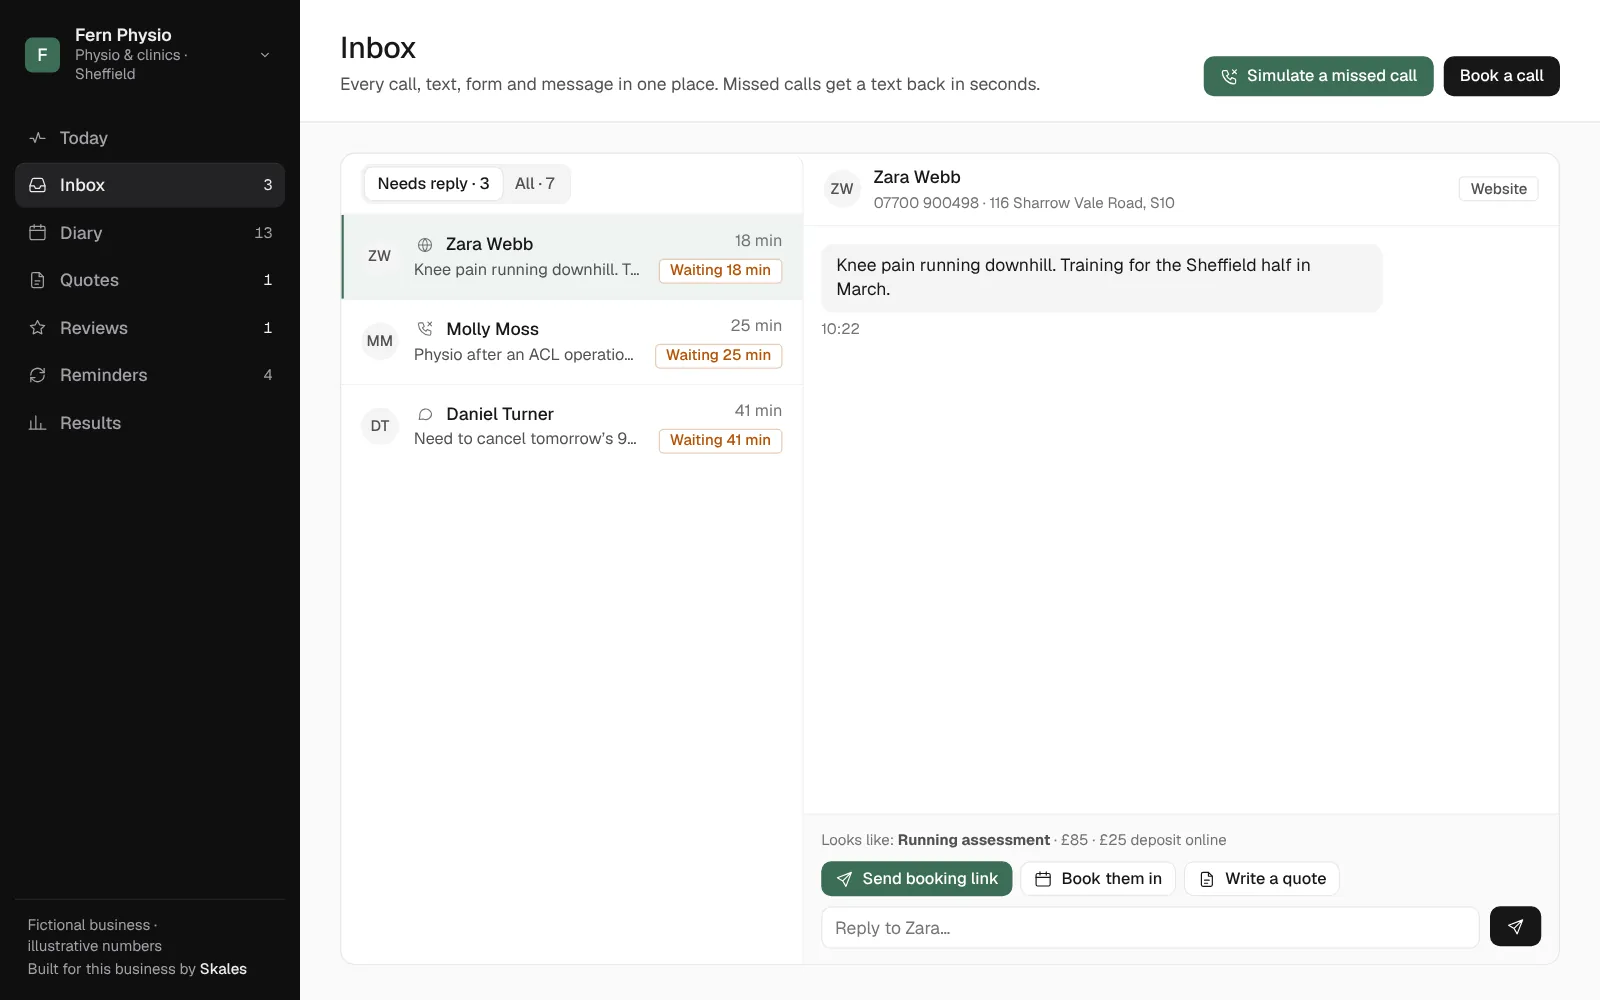 F
Fern Physio
Physio & clinics ·
Sheffield
Today
Inbox 3
Diary 13
Quotes 1
Reviews 1
Reminders 4
Results
Fictional business ·
illustrative numbers
Built for this business by Skales
Inbox
Every call, text, form and message in one place. Missed calls get a text back in seconds.
Simulate a missed call
Book a call
Needs reply · 3 All · 7
ZW
Zara Webb 18 min
Knee pain running downhill. T... Waiting 18 min
MM
Molly Moss 25 min
Physio after an ACL operatio... Waiting 25 min
DT
Daniel Turner 41 min
Need to cancel tomorrow’s 9... Waiting 41 min
ZW
Zara Webb
07700 900498 · 116 Sharrow Vale Road, S10
Website
Knee pain running downhill. Training for the Sheffield half in
March.
10:22
Looks like: Running assessment · £85 · £25 deposit online
Send booking link Book them in Write a quote
Reply to Zara...